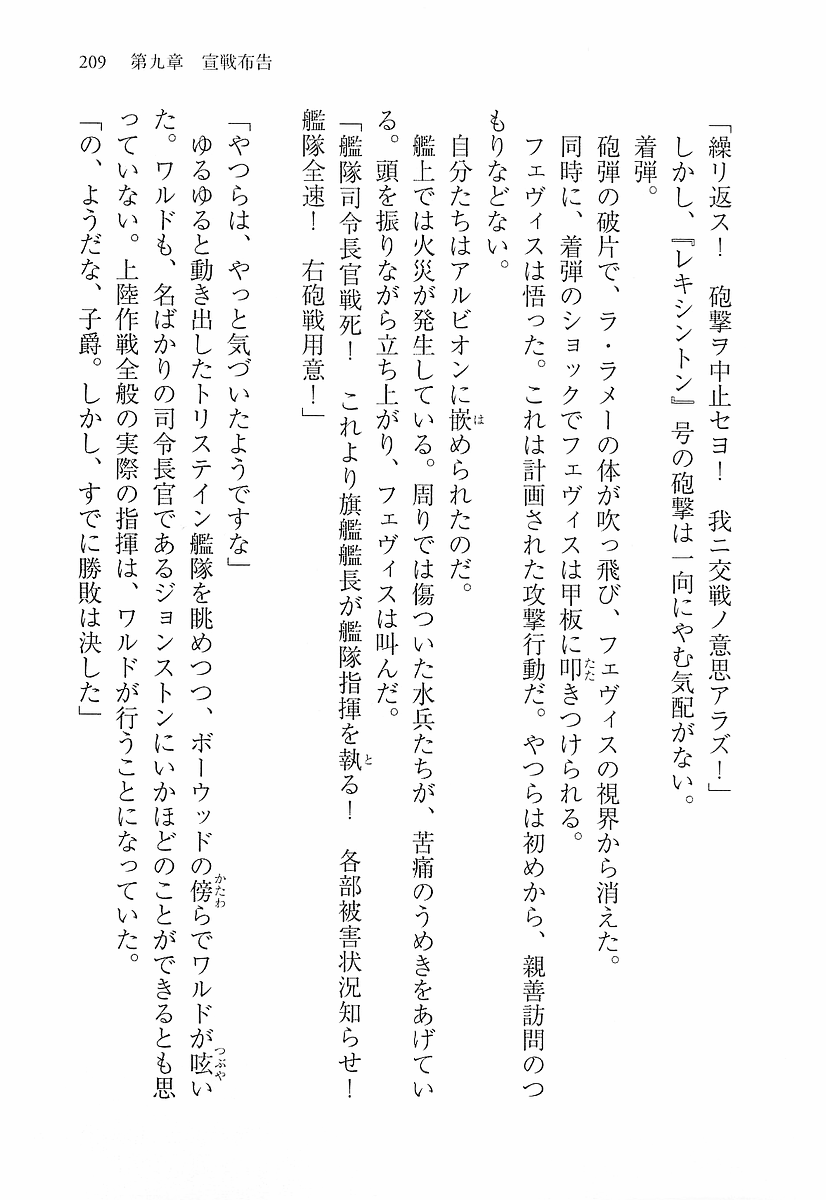 209　第九章　宣戦布告
「繰リ返ス！　砲撃ヲ中止セヨ！　我ニ交戦ノ意思アラズ！」
しかし、『レキシントン』号の砲撃は一向にやむ気配がない。
着弾。
砲弾の破片で、ラ・ラメーの体が吹っ飛び、フェヴィスの視界から消えた。
同時に、着弾のショックでフェヴィスは甲板に叩きつけられる。
フェヴィスは悟った。これは計画された攻撃行動だ。やつらは初めから、親善訪問のつ
もりなどない。
自分たちはアルビオンに嵌められたのだ。
艦上では火災が発生している。周りでは傷ついた水兵たちが、苦痛のうめきをあげてい
る。頭を振りながら立ち上がり、フェヴィスは叫んだ。
「艦隊司令長官戦死！　これより旗艦艦長が艦隊指揮を執る！　各部被害状況知らせ！
艦隊全速！　右砲戦用意！」
「やつらは、やっと気づいたようですな」
ゆるゆると動き出したトリステイン艦隊を眺めつつ、ボーウッドの傍らでワルドが呟い
た。ワルドも、名ばかりの司令長官であるジョンストンにいかほどのことができるとも思
っていない。上陸作戦全般の実際の指揮は、ワルドが行うことになっていた。
「の、ようだな、子爵。しかし、すでに勝敗は決した」